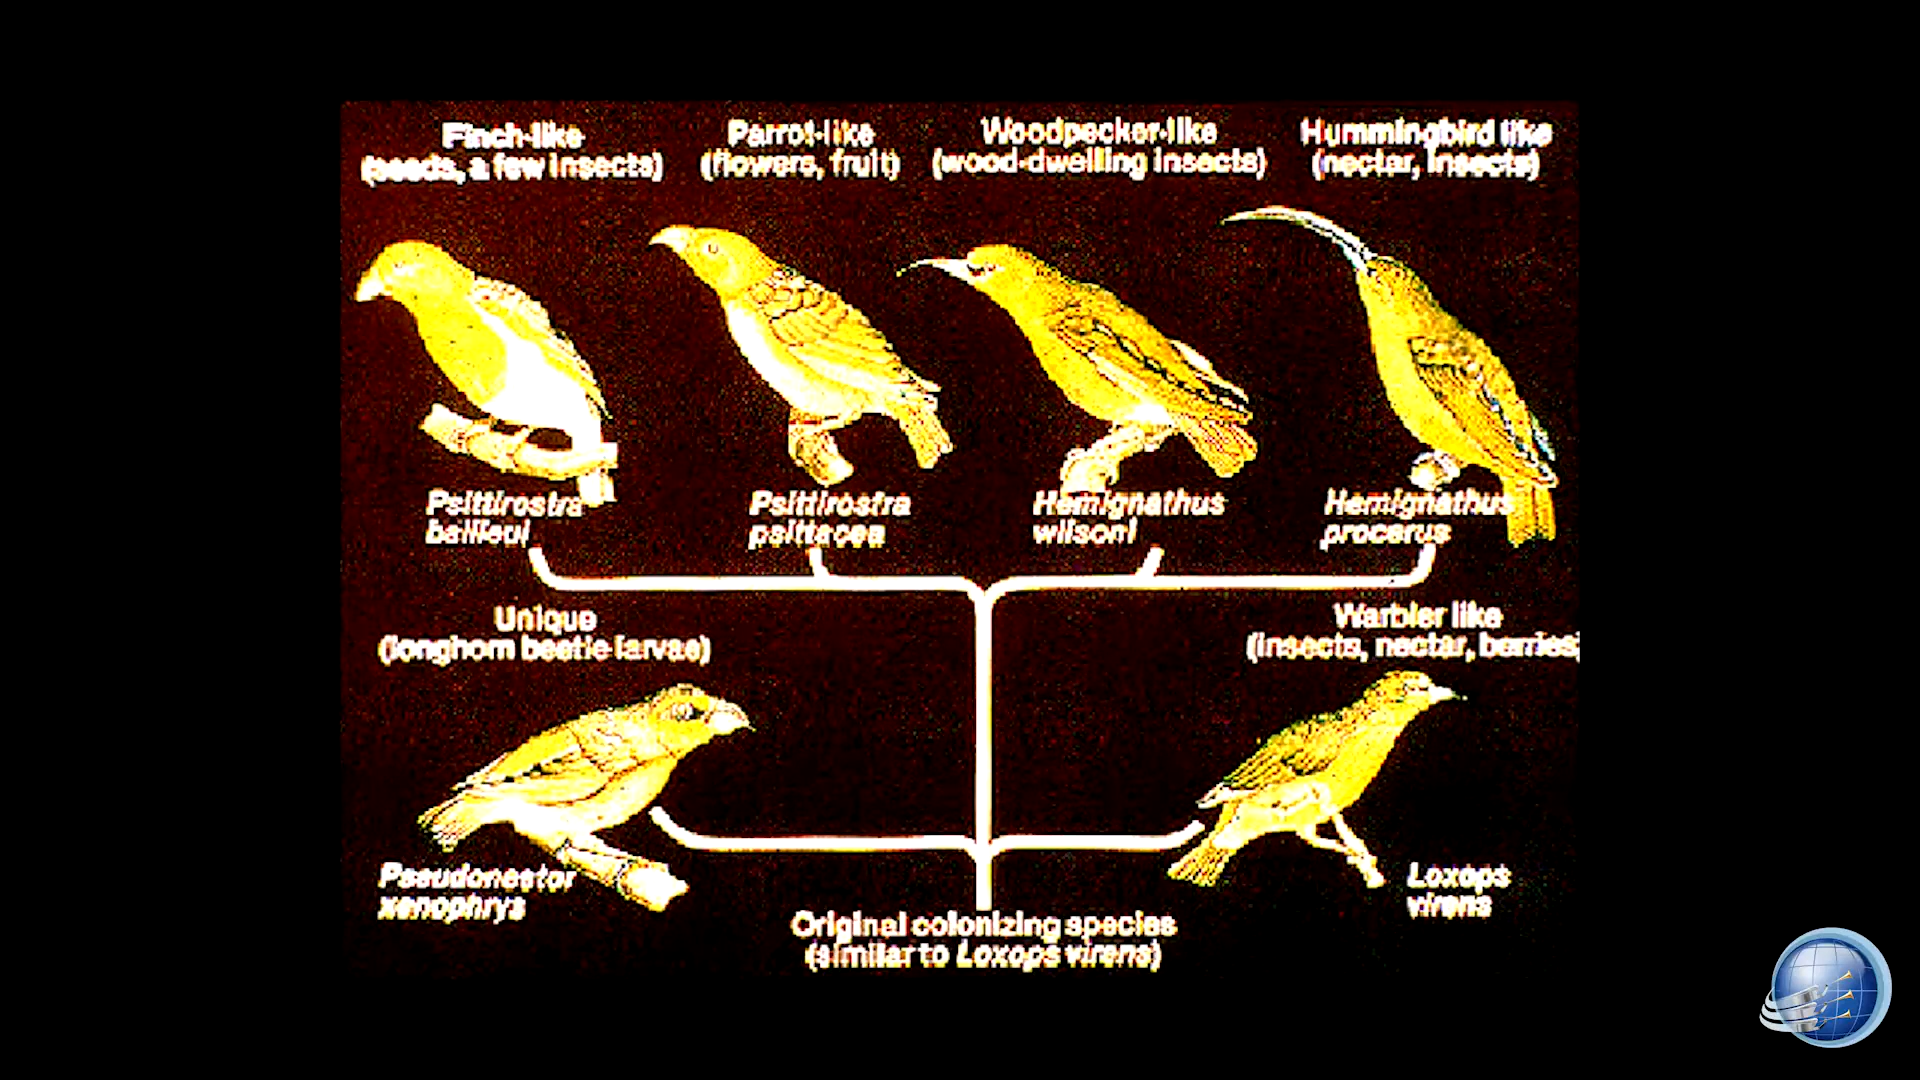 Finch-like
(seeds, a few insects)
Parrot-like
(flowers, fruit)
Woodpecker-like
(wood-dwelling insects)
Hummingbird like
(nectar, insects)
Psittirostra
bailleui
Psittirostra
psittacea
Hemignathus
wilsoni
Hemignathus
procerus
Unique
(longhorn beetle larvae)
Warbler like
(insects, nectar, berries)
Pseudonestor
xenophrys
Loxops
virens
Original colonizing species
(similar to Loxops virens)